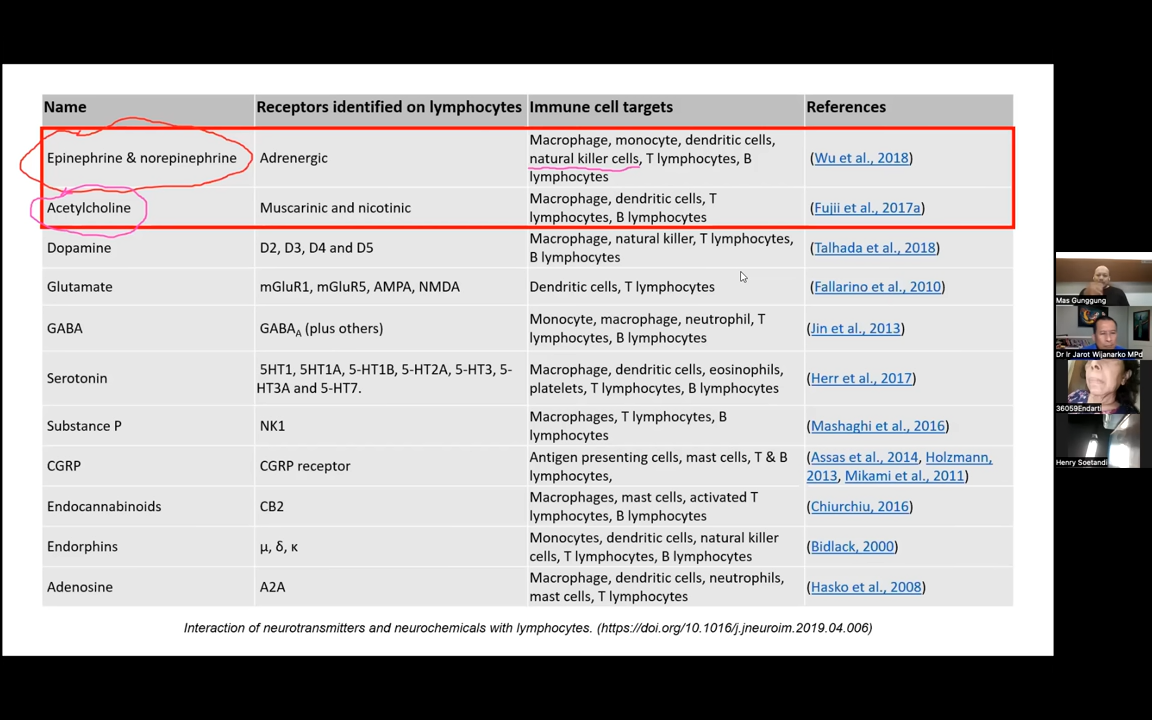 Name Receptors identified on lymphocytes Immune cell targets References
Epinephrine & norepinephrine Adrenergic Macrophage, monocyte, dendritic cells,
natural killer cells, T lymphocytes, B
lymphocytes (Wu et al., 2018)
Acetylcholine Muscarinic and nicotinic Macrophage, dendritic cells, T
lymphocytes, B lymphocytes (Fujii et al., 2017a)
Dopamine D2, D3, D4 and D5 Macrophage, natural killer, T lymphocytes,
B lymphocytes (Talhada et al., 2018)
Glutamate mGluR1, mGluR5, AMPA, NMDA Dendritic cells, T lymphocytes (Fallarino et al., 2010)
GABA GABAA (plus others) Monocyte, macrophage, neutrophil, T
lymphocytes, B lymphocytes (Jin et al., 2013)
Serotonin 5HT1, 5HT1A, 5-HT1B, 5-HT2A, 5-HT3, 5-
HT3A and 5-HT7. Macrophage, dendritic cells, eosinophils,
platelets, T lymphocytes, B lymphocytes (Herr et al., 2017)
Substance P NK1 Macrophages, T lymphocytes, B
lymphocytes (Mashaghi et al., 2016)
CGRP CGRP receptor Antigen presenting cells, mast cells, T & B
lymphocytes, (Assas et al., 2014, Holzmann,
2013, Mikami et al., 2011)
Endocannabinoids CB2 Macrophages, mast cells, activated T
lymphocytes, B lymphocytes (Chiurchiu, 2016)
Endorphins μ, δ, κ Monocytes, dendritic cells, natural killer
cells, T lymphocytes, B lymphocytes (Bidlack, 2000)
Adenosine A2A Macrophage, dendritic cells, neutrophils,
mast cells, T lymphocytes (Hasko et al., 2008)
Interaction of neurotransmitters and neurochemicals with lymphocytes. (https://doi.org/10.1016/j.jneuroim.2019.04.006)
Mas Gunggung
Dr Ir Jarot Wijanarko MPd
36059Endarti
Henry Soetandi